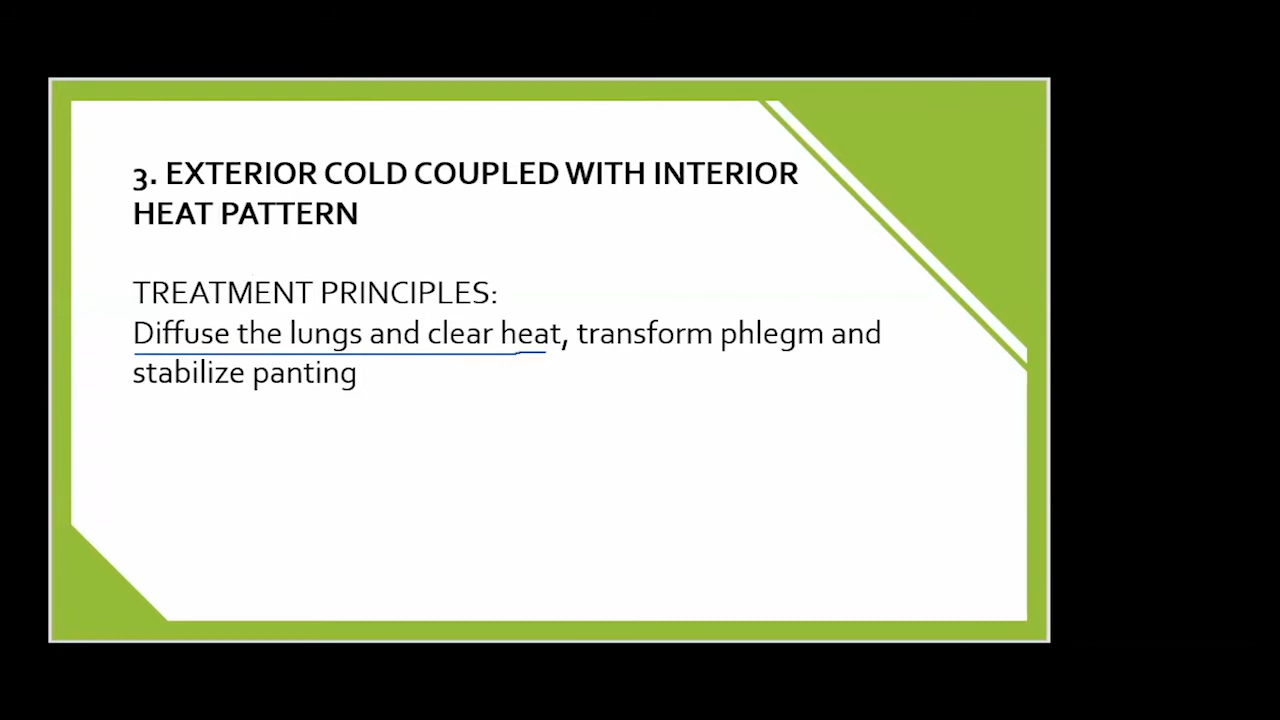 3. EXTERIOR COLD COUPLED WITH INTERIOR
HEAT PATTERN
TREATMENT PRINCIPLES:
Diffuse the lungs and clear heat, transform phlegm and
stabilize panting